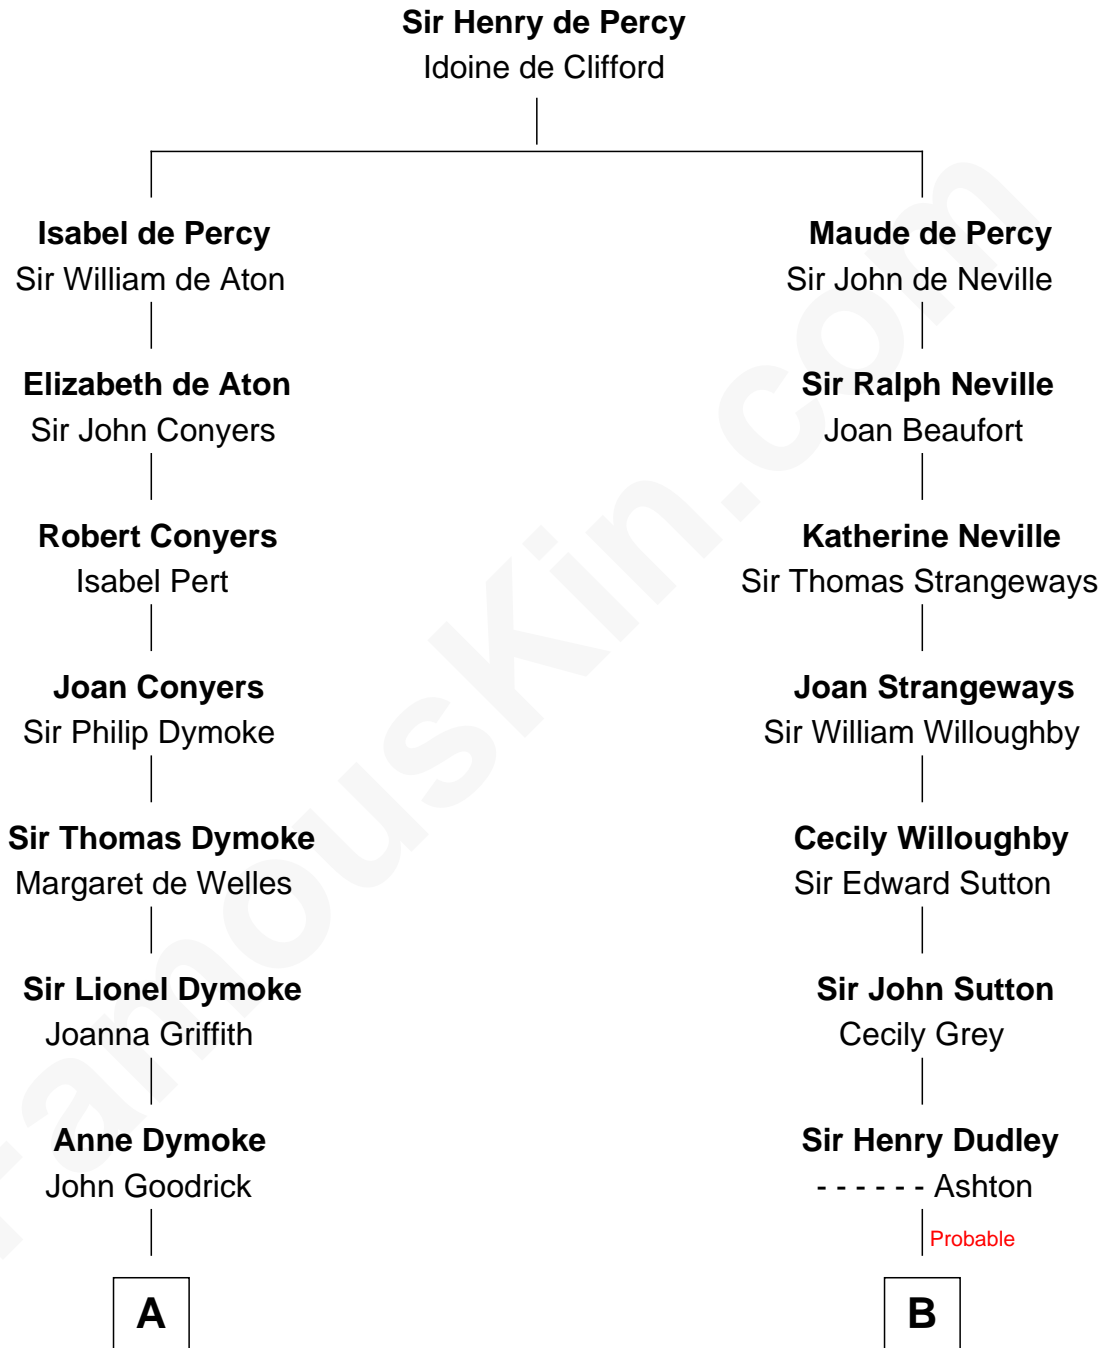 Sir Henry de Percy
Idoine de Clifford
Isabel de Percy
Sir William de Aton
Maude de Percy
Sir John de Neville
Elizabeth de Aton
Sir John Conyers
Sir Ralph Neville
Joan Beaufort
Robert Conyers
Isabel Pert
Katherine Neville
Sir Thomas Strangeways
Joan Conyers
Sir Philip Dymoke
Joan Strangeways
Sir William Willoughby
Sir Thomas Dymoke
Margaret de Welles
Cecily Willoughby
Sir Edward Sutton
Sir Lionel Dymoke
Joanna Griffith
Sir John Sutton
Cecily Grey
Anne Dymoke
John Goodrick
Sir Henry Dudley
- - - - - - Ashton
Probable
A
B
FamousKin.com